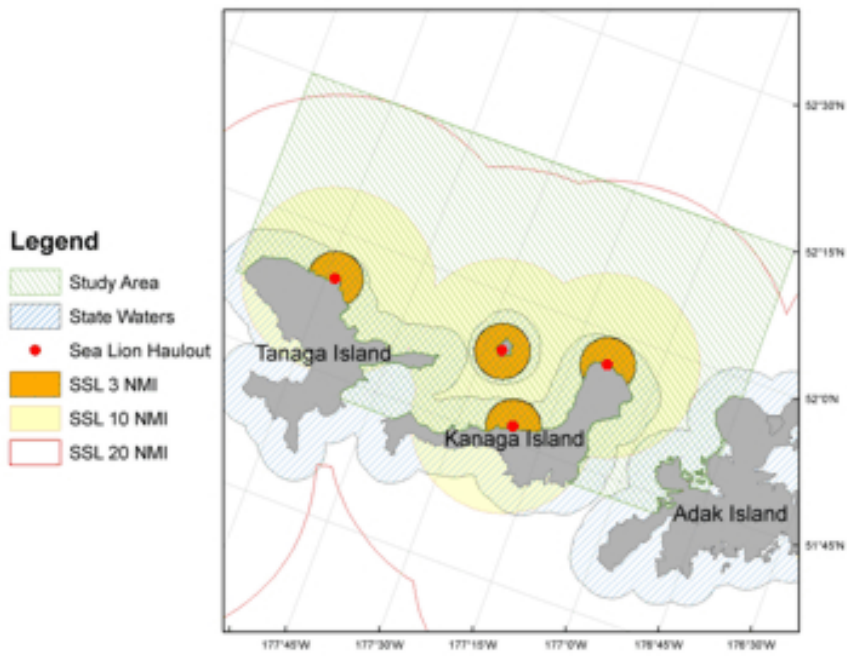 Legend
Study Area
State Waters
Sea Lion Haulout
SSL 3 NMI
SSL 10 NMI
SSL 20 NMI
Tanaga Island
Kanaga Island
Adak Island
52°30'N
52°15'N
52°0'N
51°45'N
177°45'W
177°30'W
177°15'W
177°0'W
176°45'W
176°30'W